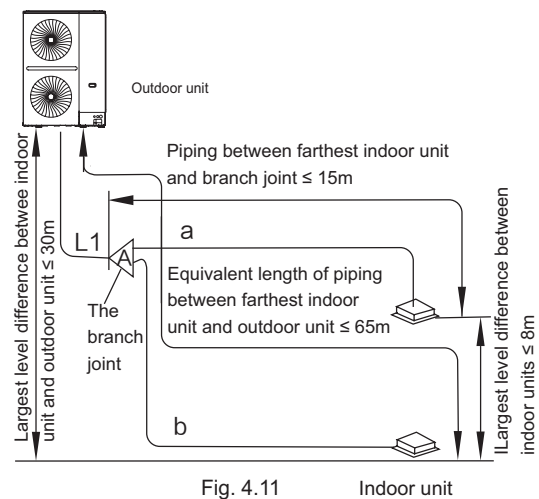 Outdoor unit
Piping between farthest indoor unit
and branch joint ≤ 15m
Largest level difference betwee indoor
unit and outdoor unit ≤ 30m
L1
A
a
The
branch
joint
Equivalent length of piping
between farthest indoor
unit and outdoor unit ≤ 65m
lLargest level difference between
indoor units ≤ 8m
b
Fig. 4.11
Indoor unit